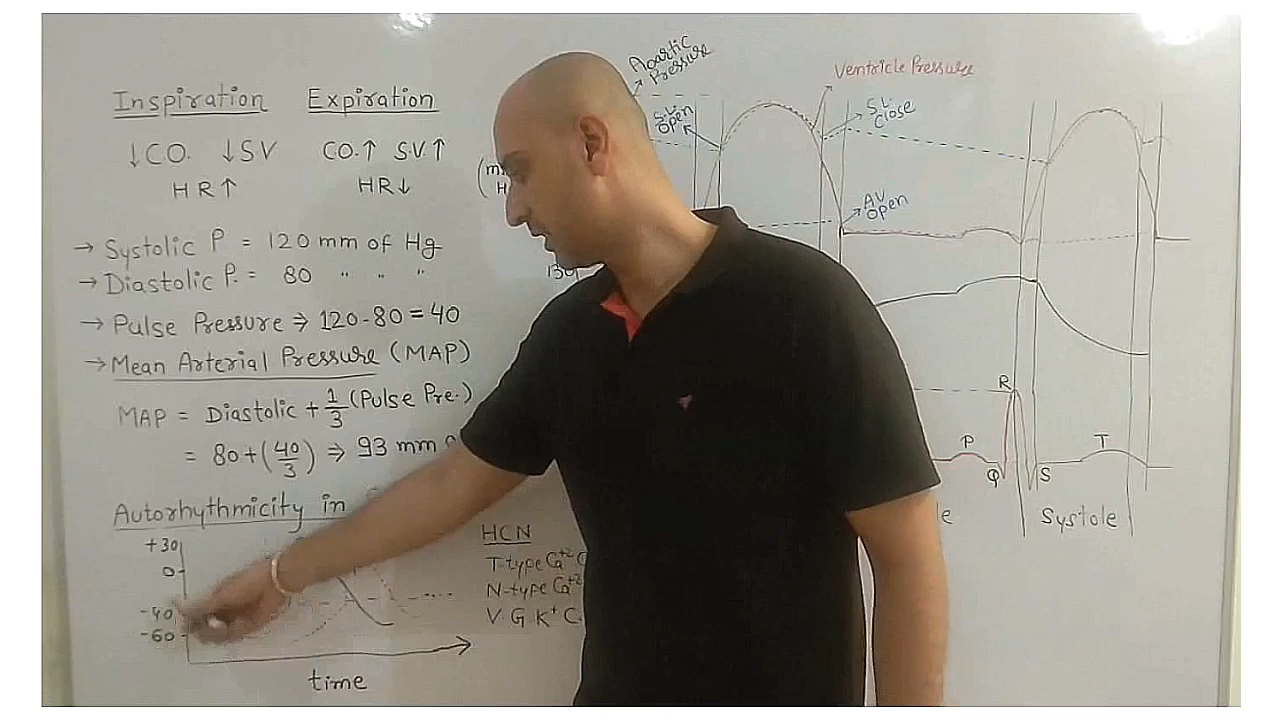 Inspiration Expiration
↓CO. ↓SV CO.↑ SV↑
HR↑ HR↓
→ Systolic P = 120 mm of Hg
→ Diastolic P. = 80 " " "
→ Pulse Pressure ⇒ 120-80 = 40
→ Mean Arterial Pressure (MAP)
MAP = Diastolic + 1/3 (Pulse Pre.)
= 80+(40/3) ⇒ 93 mm
Autorhythmicity in
+30
0
-40
-60
time
HCN
T-type Ca+2
N-type Ca+2
V G K+ C
Aoartic
Pressure
S.L.
Open
Ventricle Pressure
S.L.
Close
AV
Open
130
R
P
T
Q
S
Systole